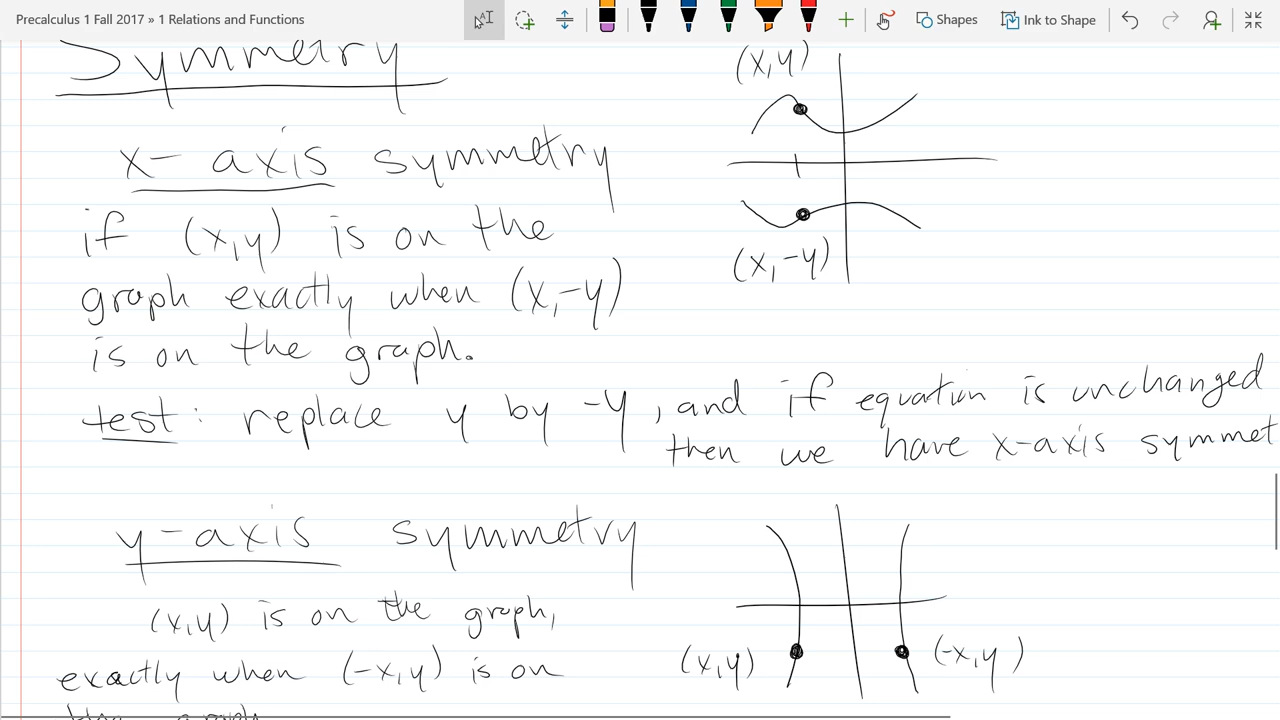 Precalculus 1 Fall 2017 » 1 Relations and Functions
Shapes
Ink to Shape
Symmetry
(x,y)
x- axis symmetry
if (x,y) is on the
graph exactly when (x,-y)
is on the graph.
(x,-y)
test: replace y by -y, and if equation is unchanged
then we have x-axis symmet
y-axis symmetry
(x,y) is on the graph,
exactly when (-x,y) is on
the graph
(x,y)
(-x,y)